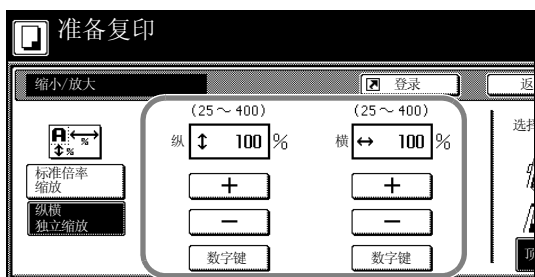 准备复印
缩小/放大
登录
返
(25～400)
(25～400)
选择
A
%
%
纵 100 %
横 100 %
标准倍率
缩放
+
+
纵横
独立缩放
−
−
数字键
数字键
顶